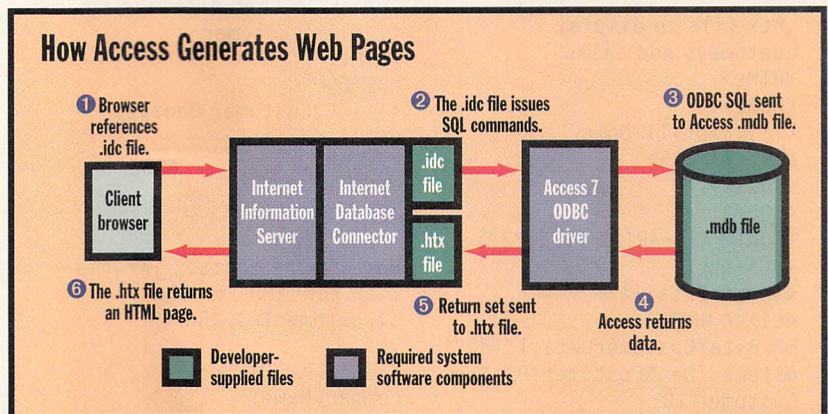 How Access Generates Web Pages
1 Browser
references
.idc file.
2 The .idc file issues
SQL commands.
3 ODBC SQL sent
to Access .mdb file.
Client
browser
Internet
Information
Server
Internet
Database
Connector
.idc
file
.htx
file
Access 7
ODBC
driver
.mdb file
6 The .htx file returns
an HTML page.
5 Return set sent
to .htx file.
4
Access returns
data.
Developer-
supplied files
Required system
software components